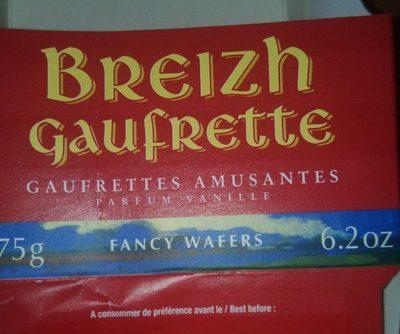 BREIZH
GAUFRETTE
GAUFRETTES AMUSANTES
PARFUM VANILLE
75g FANCY WAFERS 6.2oz
A consommer de préférence avant le / Best before :